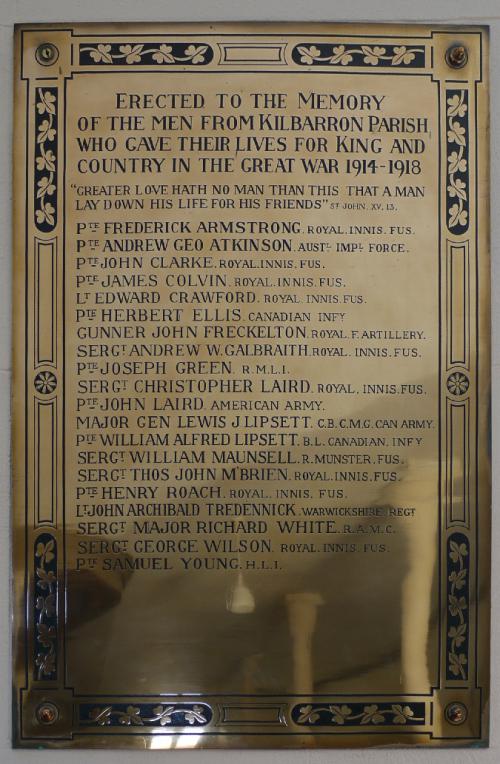 ERECTED TO THE MEMORY
OF THE MEN FROM KILBARRON PARISH
WHO GAVE THEIR LIVES FOR KING AND
COUNTRY IN THE GREAT WAR 1914-1918
"GREATER LOVE HATH NO MAN THAN THIS THAT A MAN
LAY DOWN HIS LIFE FOR HIS FRIENDS" ST JOHN. XV. 13.
PTE FREDERICK ARMSTRONG. ROYAL. INNIS. FUS.
PTE ANDREW GEO ATKINSON. AUSTN IMPL FORCE.
PTE JOHN CLARKE. ROYAL. INNIS. FUS.
PTE JAMES COLVIN. ROYAL. INNIS. FUS.
LT EDWARD CRAWFORD. ROYAL. INNIS. FUS.
PTE HERBERT ELLIS. CANADIAN INFY
GUNNER JOHN FRECKELTON. ROYAL. F. ARTILLERY.
SERGT ANDREW W. GALBRAITH. ROYAL. INNIS. FUS.
PTE JOSEPH GREEN. R.M.L.I.
SERGT CHRISTOPHER LAIRD. ROYAL. INNIS. FUS.
PTE JOHN LAIRD. AMERICAN ARMY.
MAJOR GEN LEWIS J LIPSETT. C.B. C.M.G. CAN ARMY.
PTE WILLIAM ALFRED LIPSETT. B.L. CANADIAN. INFY
SERGT WILLIAM MAUNSELL. R. MUNSTER. FUS.
SERGT THOS JOHN McBRIEN. ROYAL. INNIS. FUS.
PTE HENRY ROACH. ROYAL. INNIS. FUS.
LT JOHN ARCHIBALD TREDENNICK. WARWICKSHIRE. REGT
SERGT MAJOR RICHARD WHITE. R.A.M.C.
SERGT GEORGE WILSON. ROYAL. INNIS. FUS.
PTE SAMUEL YOUNG. H.L.I.